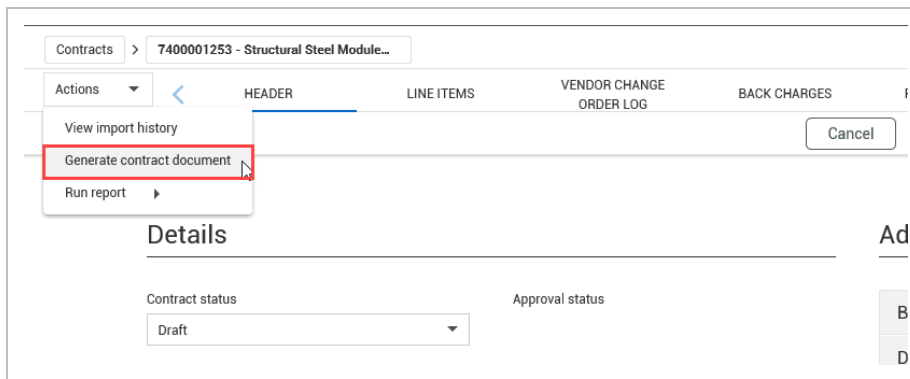 Contracts > 7400001253 - Structural Steel Module...
Actions HEADER LINE ITEMS VENDOR CHANGE ORDER LOG BACK CHARGES
View import history
Cancel
Generate contract document
Run report
Details
Contract status
Approval status
Draft